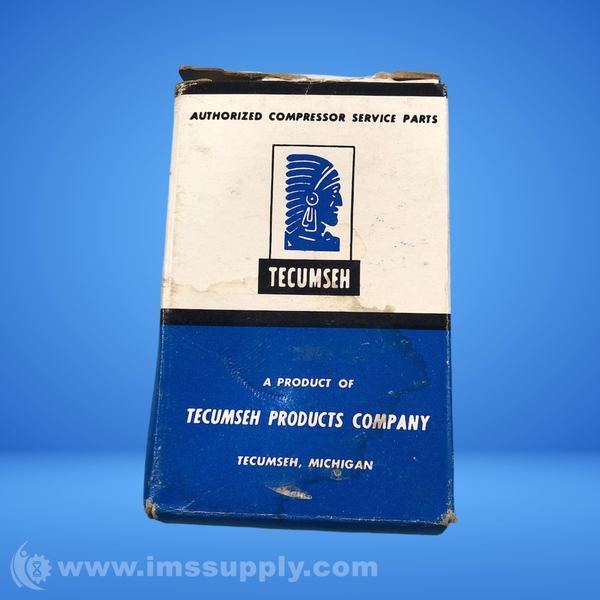 AUTHORIZED COMPRESSOR SERVICE PARTS
TECUMSEH
A PRODUCT OF
TECUMSEH PRODUCTS COMPANY
TECUMSEH, MICHIGAN
www.imssupply.com